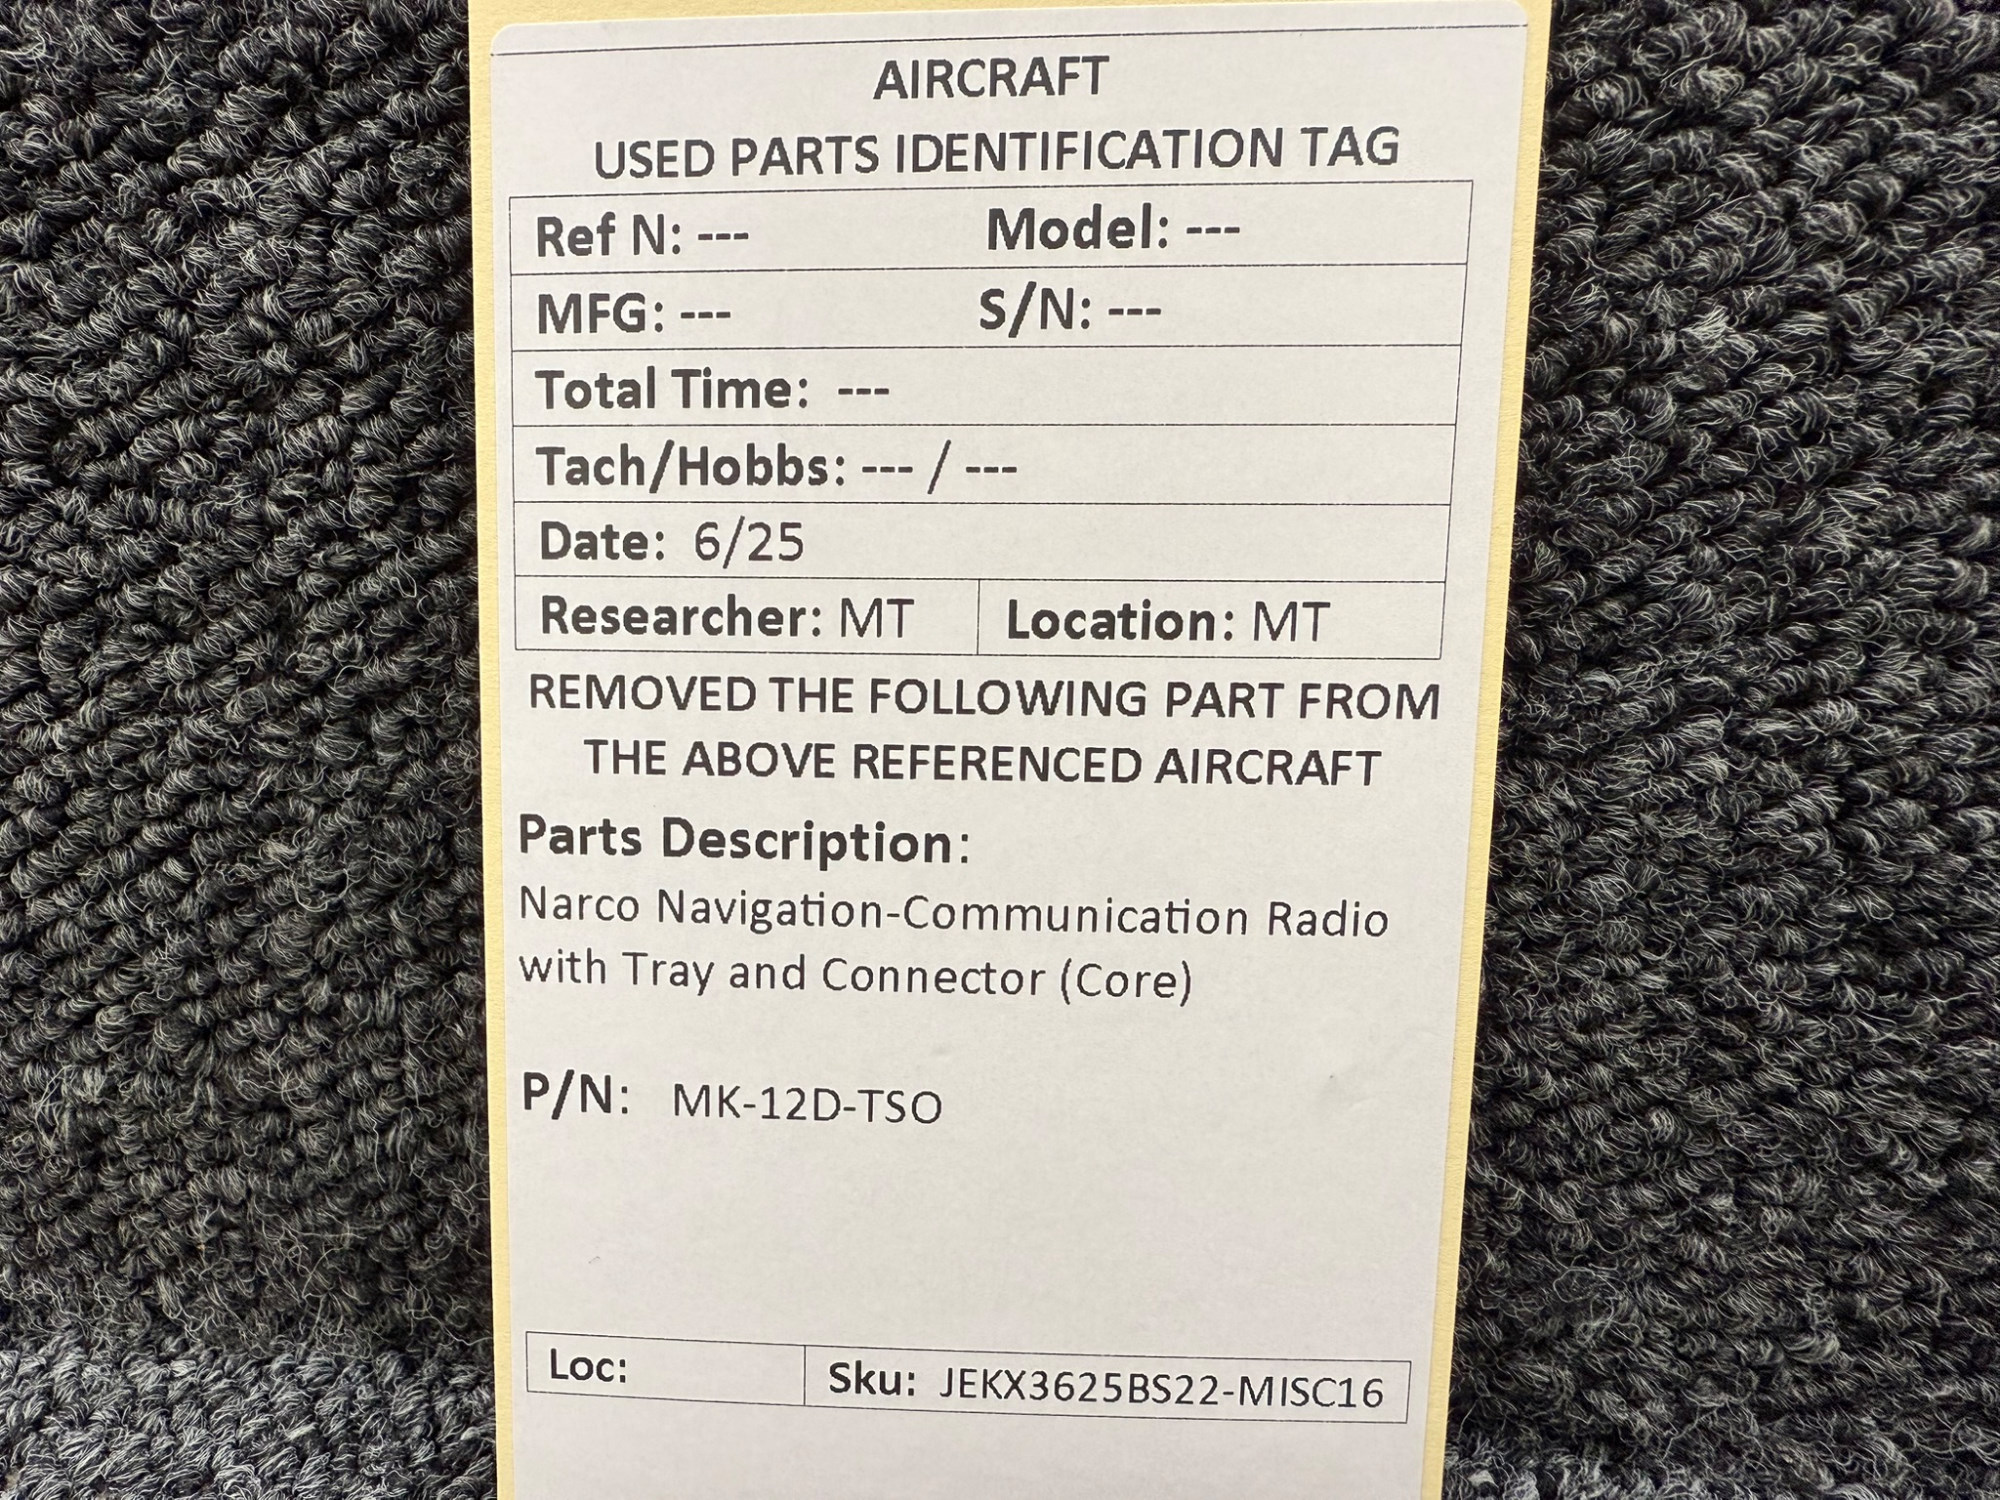 AIRCRAFT
USED PARTS IDENTIFICATION TAG
Ref N: --- Model: ---
MFG: --- S/N: ---
Total Time: ---
Tach/Hobbs: --- / ---
Date: 6/25
Researcher: MT Location: MT
REMOVED THE FOLLOWING PART FROM
THE ABOVE REFERENCED AIRCRAFT
Parts Description:
Narco Navigation-Communication Radio
with Tray and Connector (Core)
P/N: MK-12D-TSO
Loc: Sku: JEKX3625BS22-MISC16